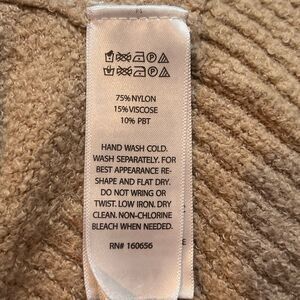 75% NYLON
15% VISCOSE
10% PBT
HAND WASH COLD.
WASH SEPARATELY. FOR
BEST APPEARANCE RE-
SHAPE AND FLAT DRY.
DO NOT WRING OR
TWIST. LOW IRON. DRY
CLEAN. NON-CHLORINE
BLEACH WHEN NEEDED.
RN# 160656